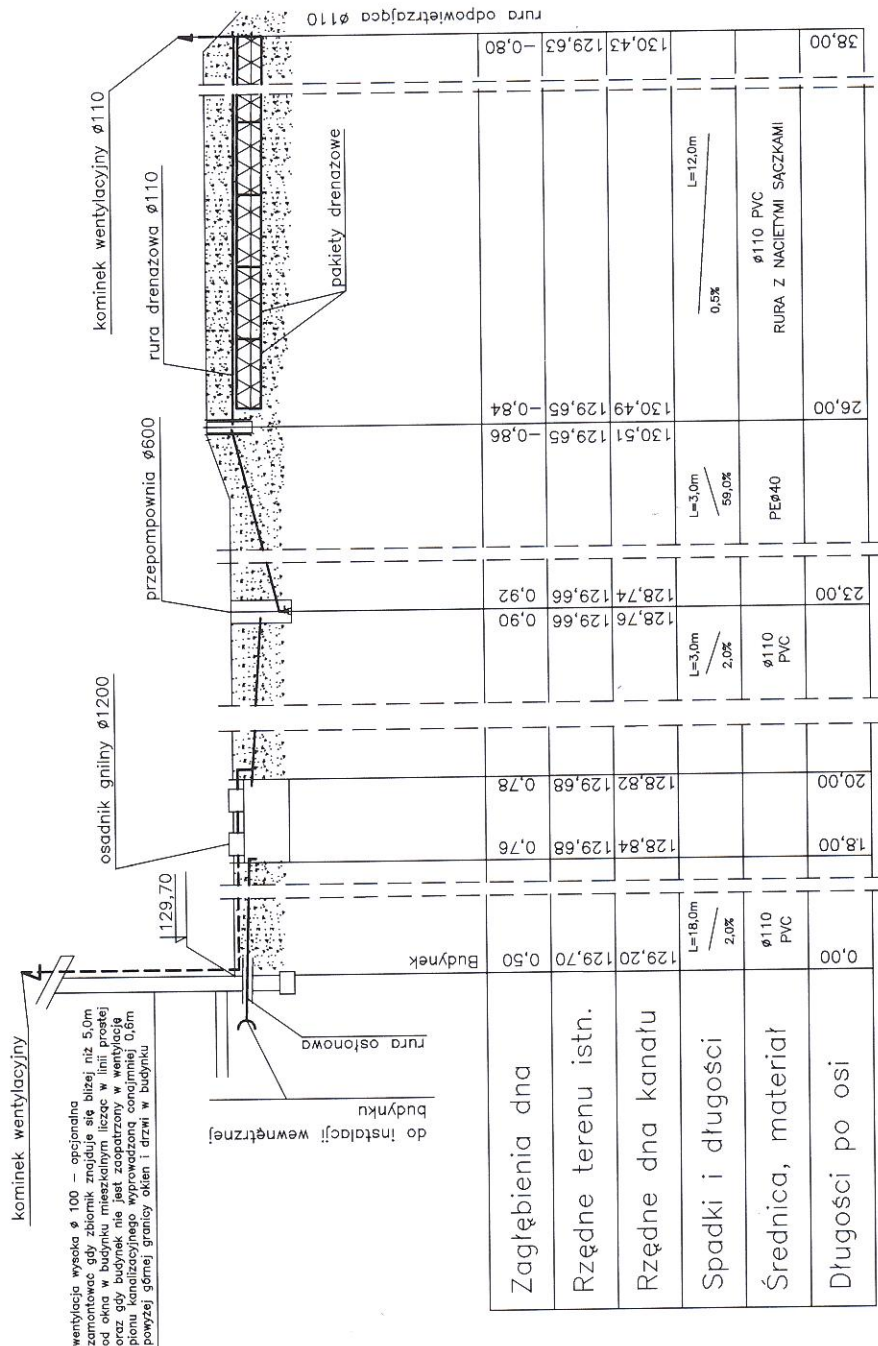 kominek wentylacyjny
wentylacja wysoka ø 100 – opcjonalna
zamontować gdy zbiornik znajduje się bliżej niż 5,0m
od okna w budynku mieszkalnym licząc w linii prostej
oraz gdy budynek nie jest zaopatrzony w wentylację
pionu kanalizacyjnego wyprowadzoną conajmniej 0,6m
powyżej górnej granicy okien i drzwi w budynku
129,70
osadnik gnilny ø1200
przepompownia ø600
rura drenażowa ø110
kominek wentylacyjny ø110
pakiety drenażowe
rura odpowietrzająca ø110
do instalacji wewnętrznej
budynku
rura osłonowa
Budynek
Zagłębienia dna
0,50
0,76
0,78
0,90
0,92
–0,86
–0,84
–0,80
Rzędne terenu istn.
129,70
129,68
129,68
129,66
129,66
129,65
129,65
129,63
Rzędne dna kanału
129,20
128,84
128,82
128,76
128,74
130,51
130,49
130,43
Spadki i długości
L=18,0m
2,0%
L=3,0m
2,0%
L=3,0m
59,0%
L=12,0m
0,5%
Średnica, materiał
ø110
PVC
ø110
PVC
PEø40
ø110 PVC
RURA Z NACIĘTYMI SĄCZKAMI
Długości po osi
0,00
18,00
20,00
23,00
26,00
38,00